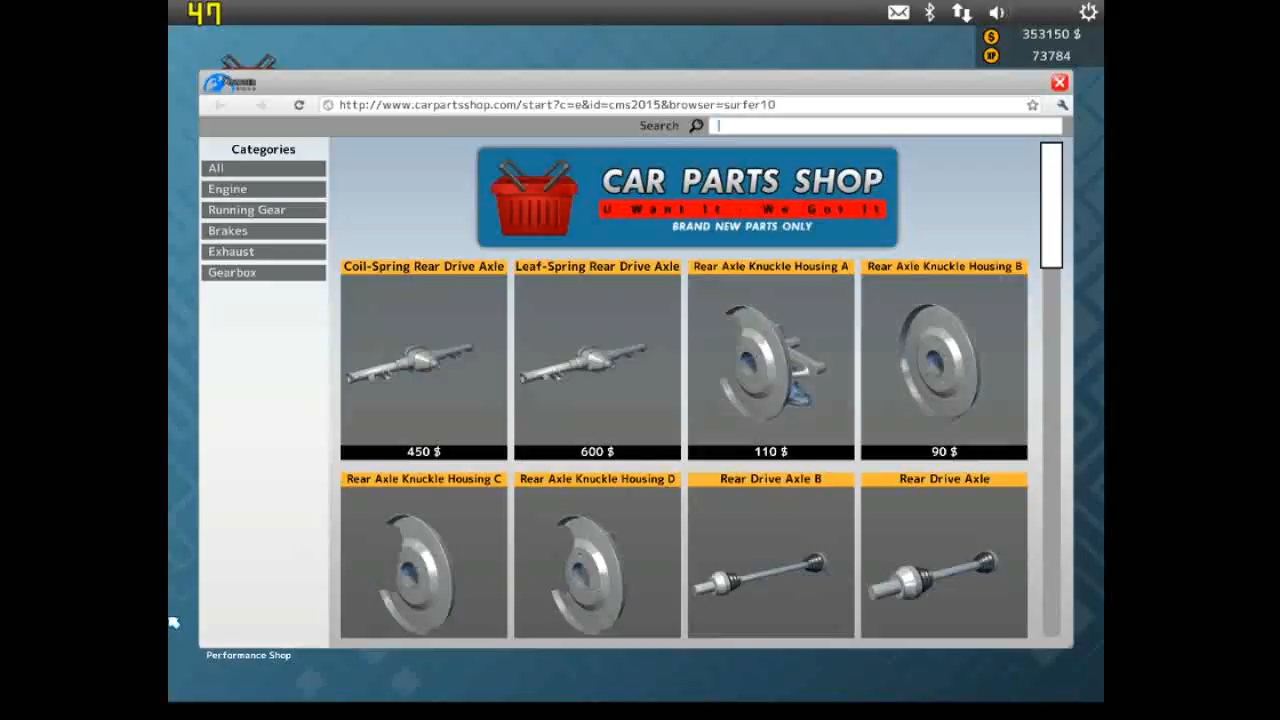 47
353150 $
73784
http://www.carpartsshop.com/start?c=e&id=cms2015&browser=surfer10
Search
Categories
All
Engine
Running Gear
Brakes
Exhaust
Gearbox
CAR PARTS SHOP
U Want It - We Got It
BRAND NEW PARTS ONLY
Coil-Spring Rear Drive Axle
Leaf-Spring Rear Drive Axle
Rear Axle Knuckle Housing A
Rear Axle Knuckle Housing B
450 $
600 $
110 $
90 $
Rear Axle Knuckle Housing C
Rear Axle Knuckle Housing D
Rear Drive Axle B
Rear Drive Axle
Performance Shop